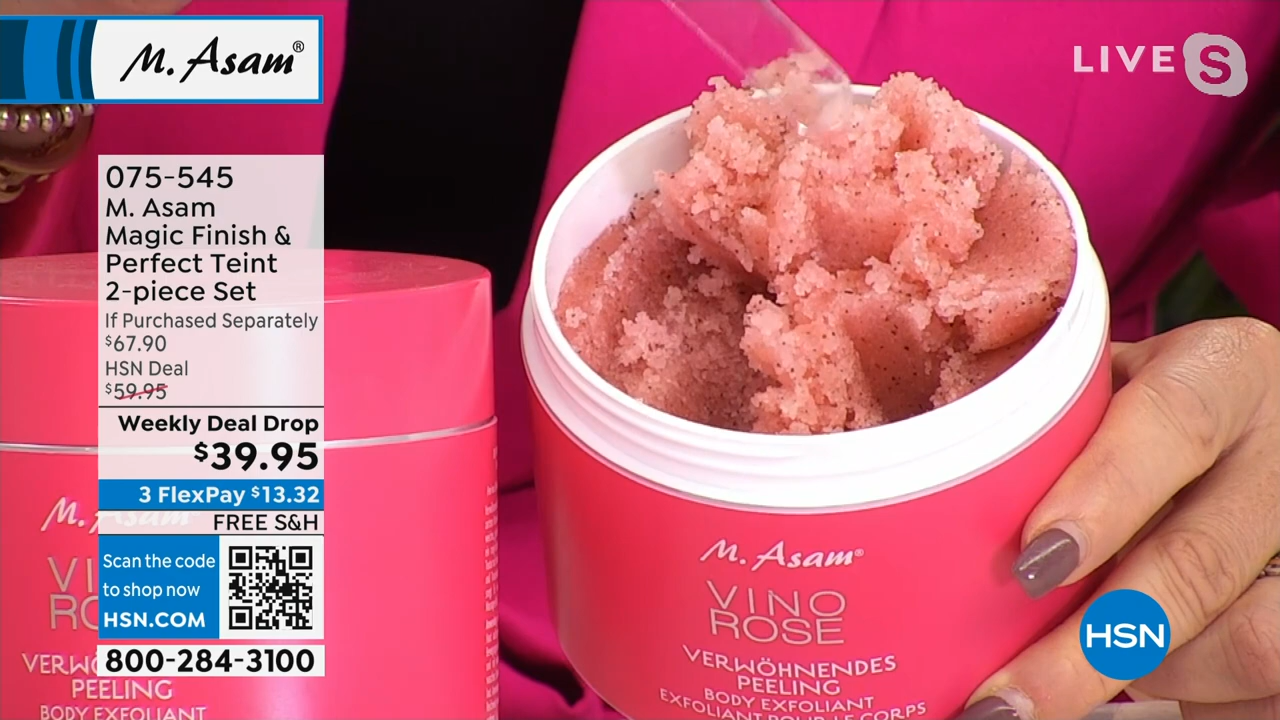 M. Asam®
LIVE S
075-545
M. Asam
Magic Finish &
Perfect Teint
2-piece Set
If Purchased Separately
$67.90
HSN Deal
$59.95
Weekly Deal Drop
$39.95
3 FlexPay $13.32
FREE S&H
Scan the code
to shop now
HSN.COM
800-284-3100
M. Asam
VI
RO
VERWÖ
PEELING
BODY EXFOLIANT
M. Asam®
VINO
ROSE
VERWÖHNENDES
PEELING
BODY EXFOLIANT
EXFOLIANT POUR LE CORPS
HSN